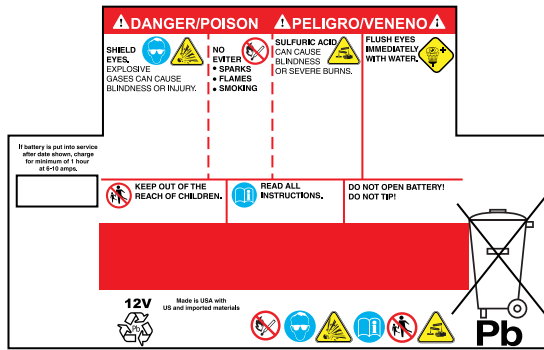 DANGER/POISON
PELIGRO/VENENO
SHIELD
EYES.
EXPLOSIVE
GASES CAN CAUSE
BLINDNESS OR INJURY.
NO
EVITER
• SPARKS
• FLAMES
• SMOKING
SULFURIC ACID
CAN CAUSE
BLINDNESS
OR SEVERE BURNS.
FLUSH EYES
IMMEDIATELY
WITH WATER.
If battery is put into service
after date shown, charge
for minimum of 1 hour
at 6-10 amps.
KEEP OUT OF THE
REACH OF CHILDREN.
READ ALL
INSTRUCTIONS.
DO NOT OPEN BATTERY!
DO NOT TIP!
12V
Pb
Made is USA with
US and imported materials
Pb